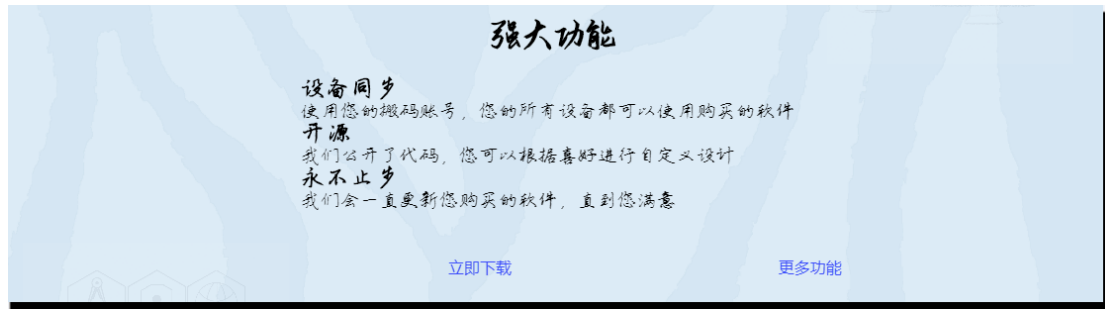 强大功能
设备同步
使用您的搬码账号，您的所有设备都可以使用购买的软件
开源
我们公开了代码，您可以根据喜好进行自定义设计
永不止步
我们会一直更新您购买的软件，直到您满意
立即下载
更多功能